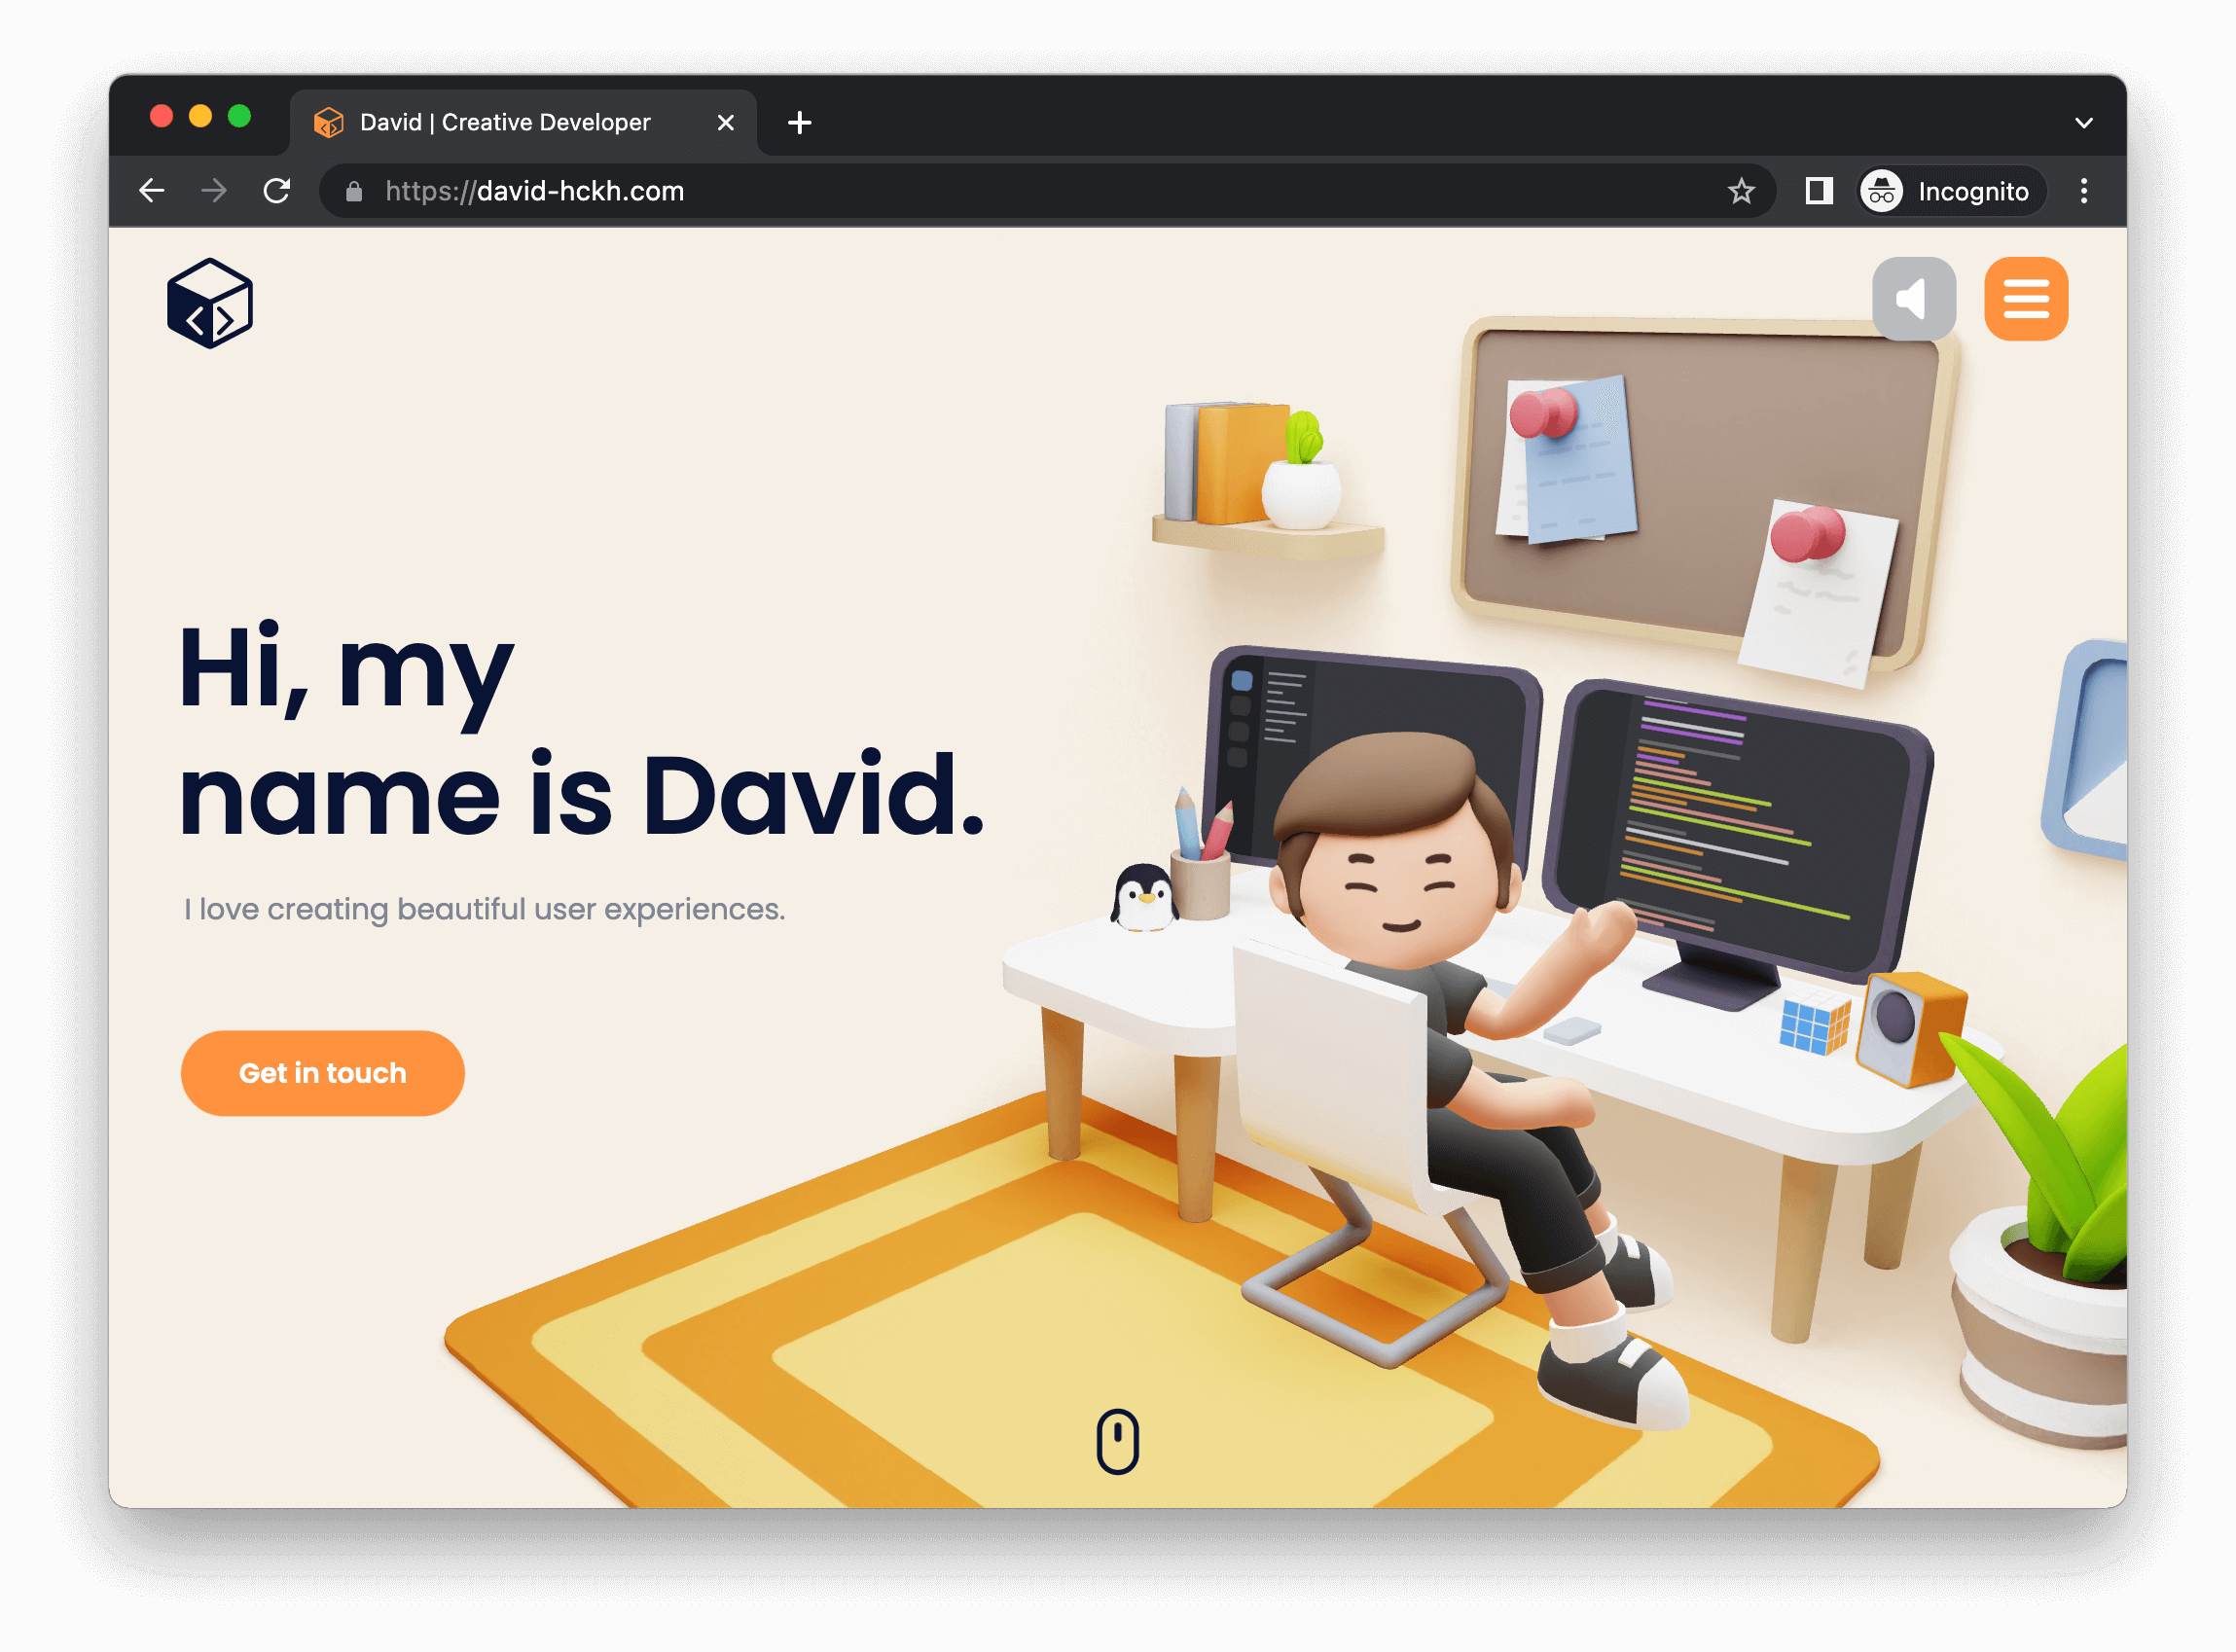 David | Creative Developer
https://david-hckh.com
Incognito
Hi, my
name is David.
I love creating beautiful user experiences.
Get in touch